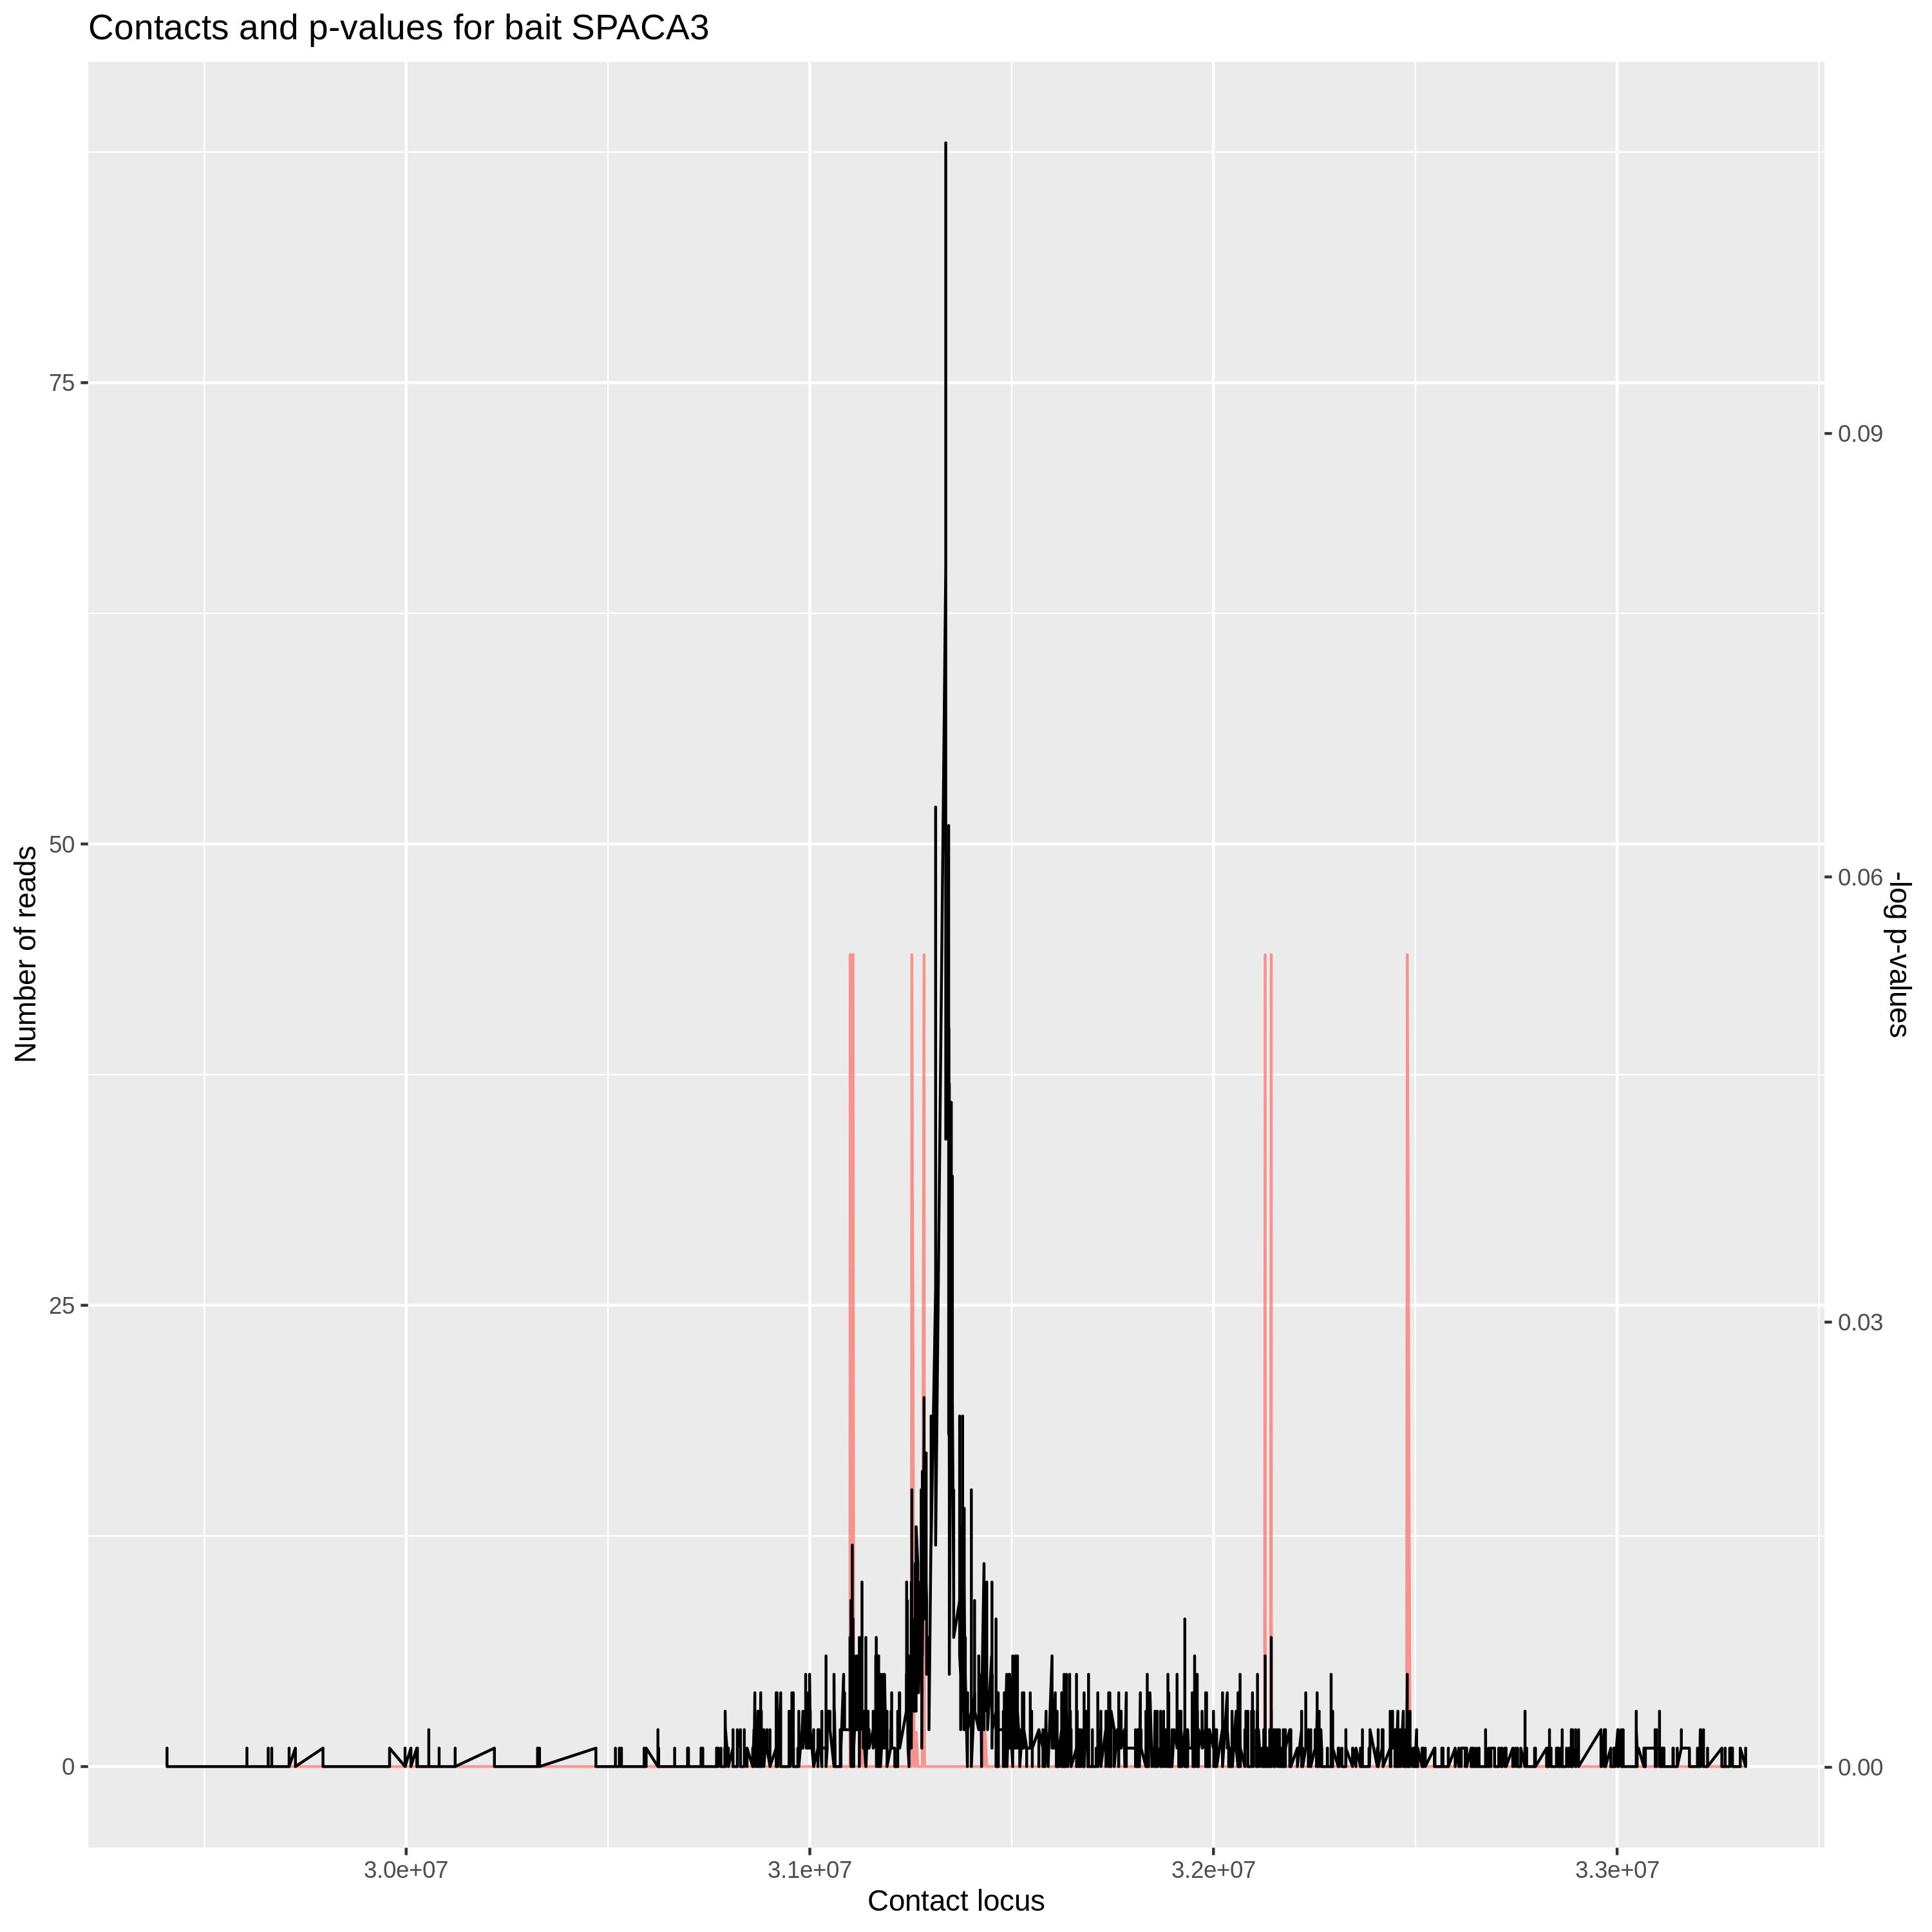 Contacts and p-values for bait SPACA3
75
50
25
0
Number of reads
0.09
0.06
0.03
0.00
-log p-values
3.0e+07
3.1e+07
3.2e+07
3.3e+07
Contact locus